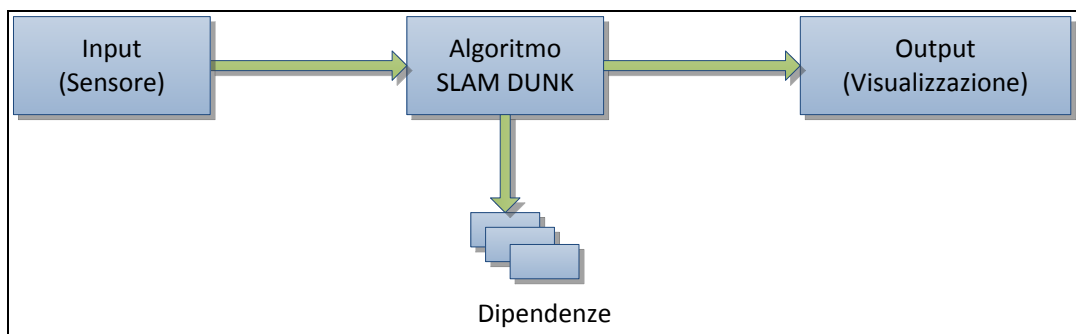 Input
(Sensore)
Algoritmo
SLAM DUNK
Output
(Visualizzazione)
Dipendenze